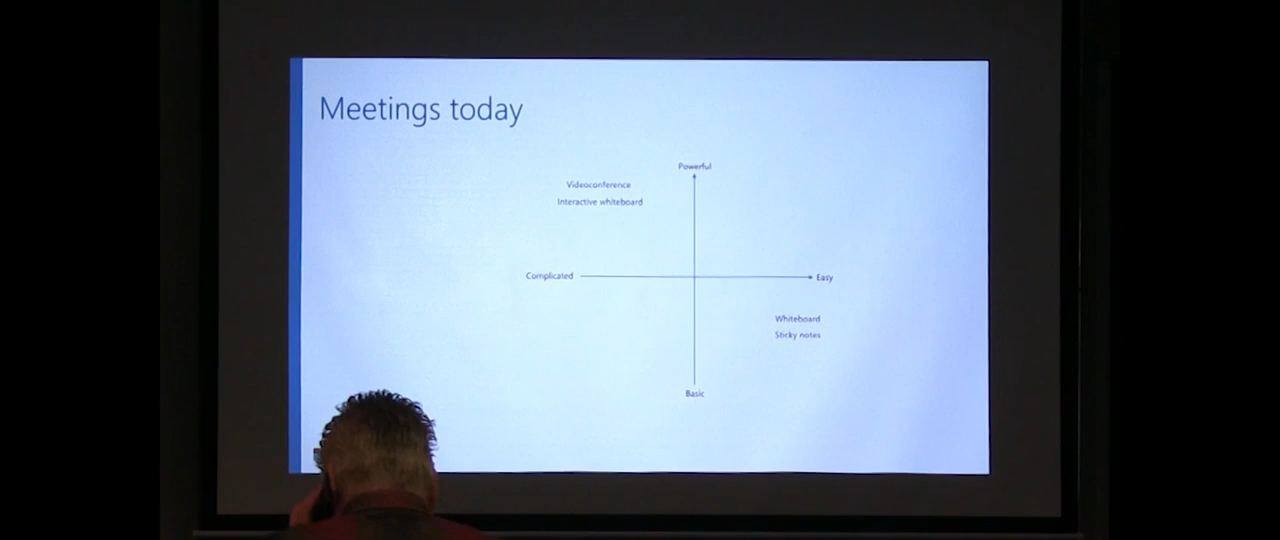 Meetings today
Powerful
Videoconference
Interactive whiteboard
Complicated
Easy
Whiteboard
Sticky notes
Basic